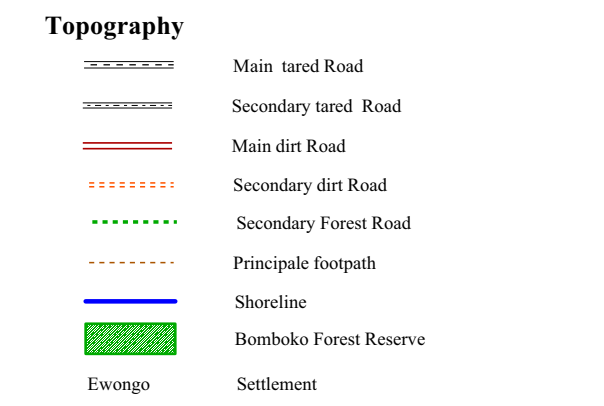 Topography
Main tared Road
Secondary tared Road
Main dirt Road
Secondary dirt Road
Secondary Forest Road
Principale footpath
Shoreline
Bomboko Forest Reserve
Ewongo Settlement